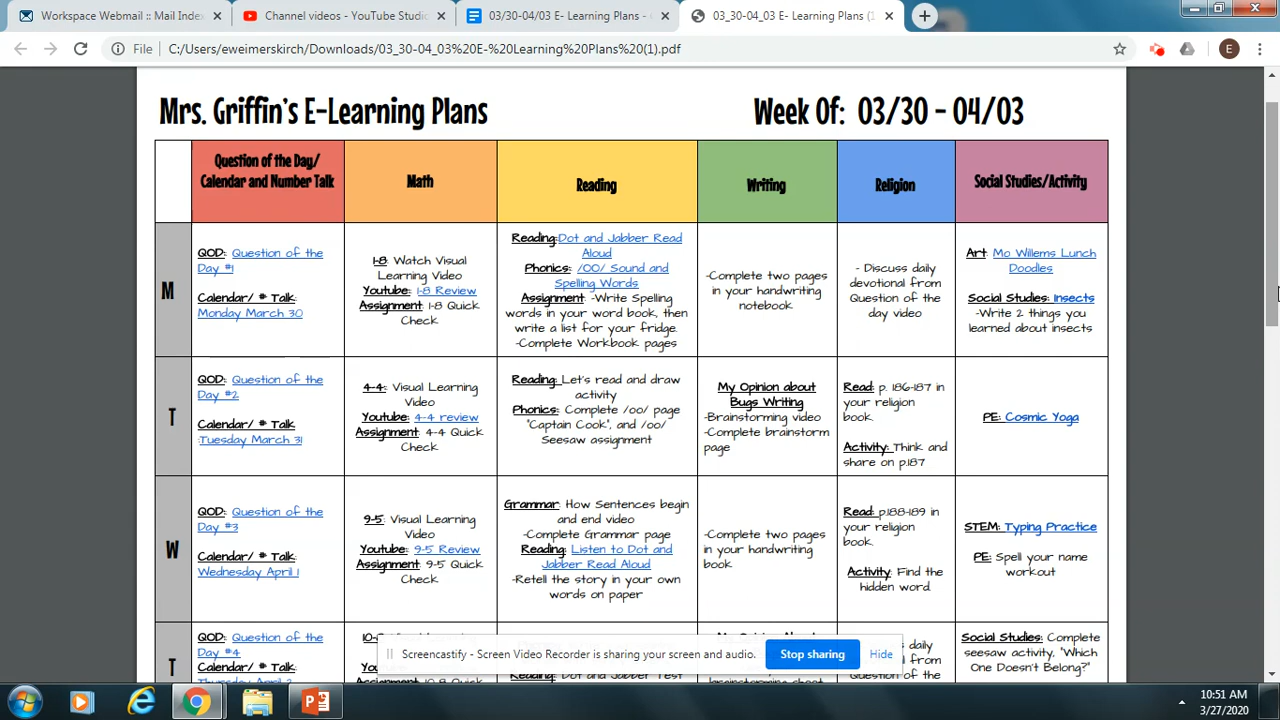 Workspace Webmail :: Mail Index
Channel videos - YouTube Studio
03/30-04/03 E- Learning Plans -
03_30-04_03 E- Learning Plans (1
File
C:/Users/eweimerskirch/Downloads/03_30-04_03%20E-%20Learning%20Plans%20(1).pdf
E
Mrs. Griffin's E-Learning Plans
Week Of: 03/30 - 04/03
Question of the Day/
Calendar and Number Talk
Math
Reading
Writing
Religion
Social Studies/Activity
M
QOD: Question of the
Day #1
Calendar/ # Talk:
Monday March 30
1-8: Watch Visual
Learning Video
Youtube: 1-8 Review
Assignment: 1-8 Quick
Check
Reading:Dot and Jabber Read
Aloud
Phonics: /OO/ Sound and
Spelling Words
Assignment: -Write Spelling
words in your word book, then
write a list for your fridge.
-Complete Workbook pages
-Complete two pages
in your handwriting
notebook.
- Discuss daily
devotional from
Question of the
day video
Art: Mo Willems Lunch
Doodles
Social Studies: Insects
-Write 2 things you
learned about insects
T
QOD: Question of the
Day #2
Calendar/ # Talk
:Tuesday March 31
4-4: Visual Learning
Video
Youtube: 4-4 review
Assignment: 4-4 Quick
Check
Reading: Let's read and draw
activity
Phonics: Complete /oo/ page
"Captain Cook", and /oo/
Seesaw assignment
My Opinion about
Bugs Writing
-Brainstorming video
-Complete brainstorm
page
Read: p. 186-187 in
your religion
book.
Activity: Think and
share on p.187
PE: Cosmic Yoga
W
QOD: Question of the
Day #3
Calendar/ # Talk:
Wednesday April 1
9-5: Visual Learning
Video
Youtube: 9-5 Review
Assignment: 9-5 Quick
Check
Grammar: How Sentences begin
and end video
-Complete Grammar page
Reading: Listen to Dot and
Jabber Read Aloud
-Retell the story in your own
words on paper
-Complete two pages
in your handwriting
book.
Read: p.188-189 in
your religion
book.
Activity: Find the
hidden word.
STEM: Typing Practice
PE: Spell your name
workout
T
QOD: Question of the
Day #4
Calendar/ # Talk:
Social Studies: Complete
seesaw activity, "Which
One Doesn't Belong?"
Screencastify - Screen Video Recorder is sharing your screen and audio.
Stop sharing
Hide
10:51 AM
3/27/2020